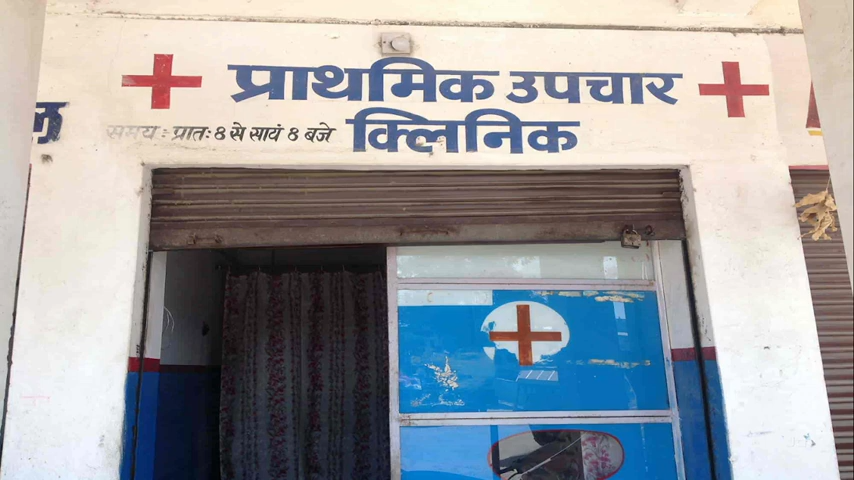 प्राथमिक उपचार
समय : प्रातः 8 से सायं 8 बजे क्लिनिक